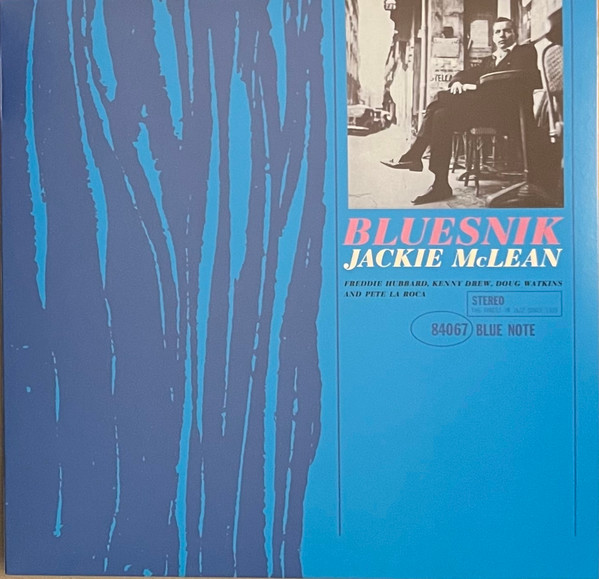 BLUESNIK
JACKIE McLEAN
FREDDIE HUBBARD, KENNY DREW, DOUG WATKINS
AND PETE LA ROCA
STEREO
84067 BLUE NOTE